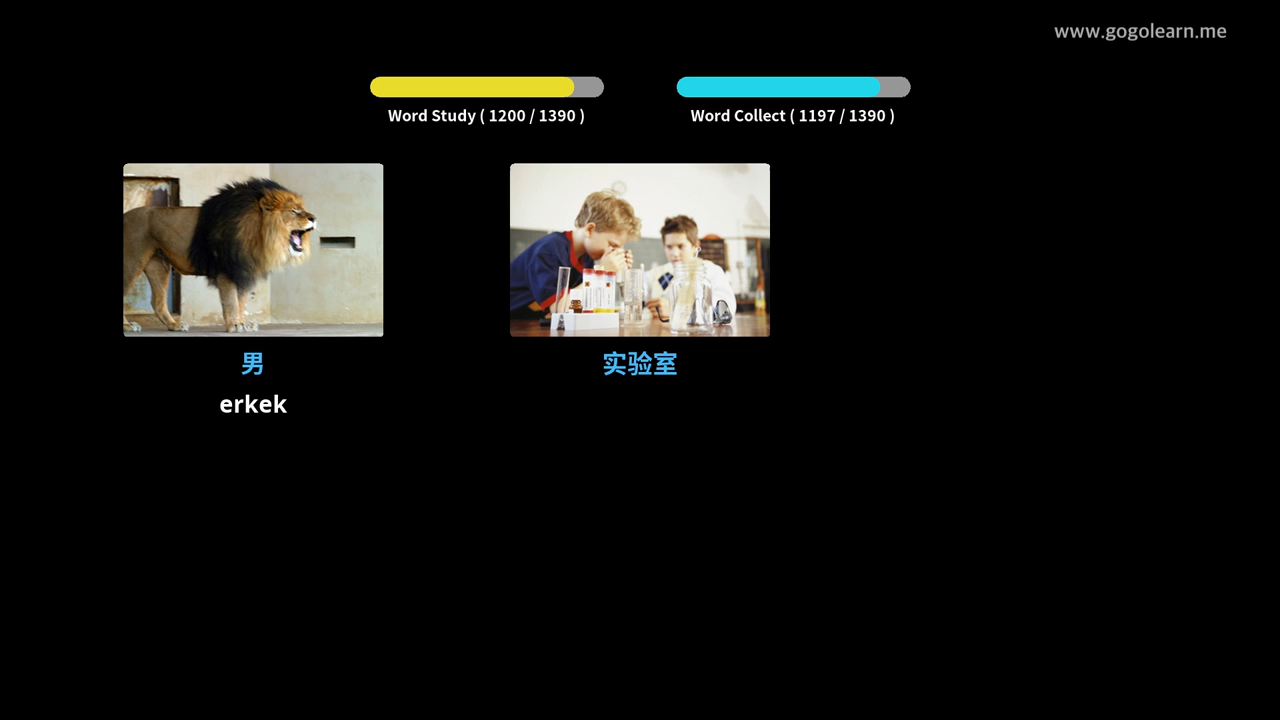 www.gogolearn.me
Word Study ( 1200 / 1390 )
Word Collect ( 1197 / 1390 )
男
实验室
erkek